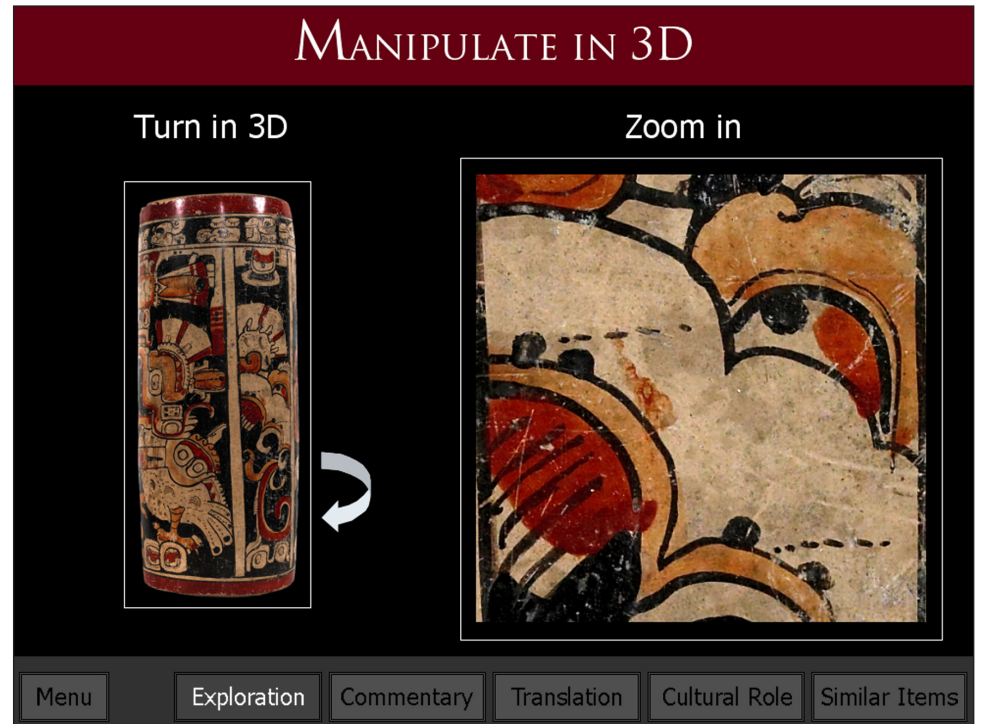 MANIPULATE IN 3D
Turn in 3D
Zoom in
Menu
Exploration
Commentary
Translation
Cultural Role
Similar Items